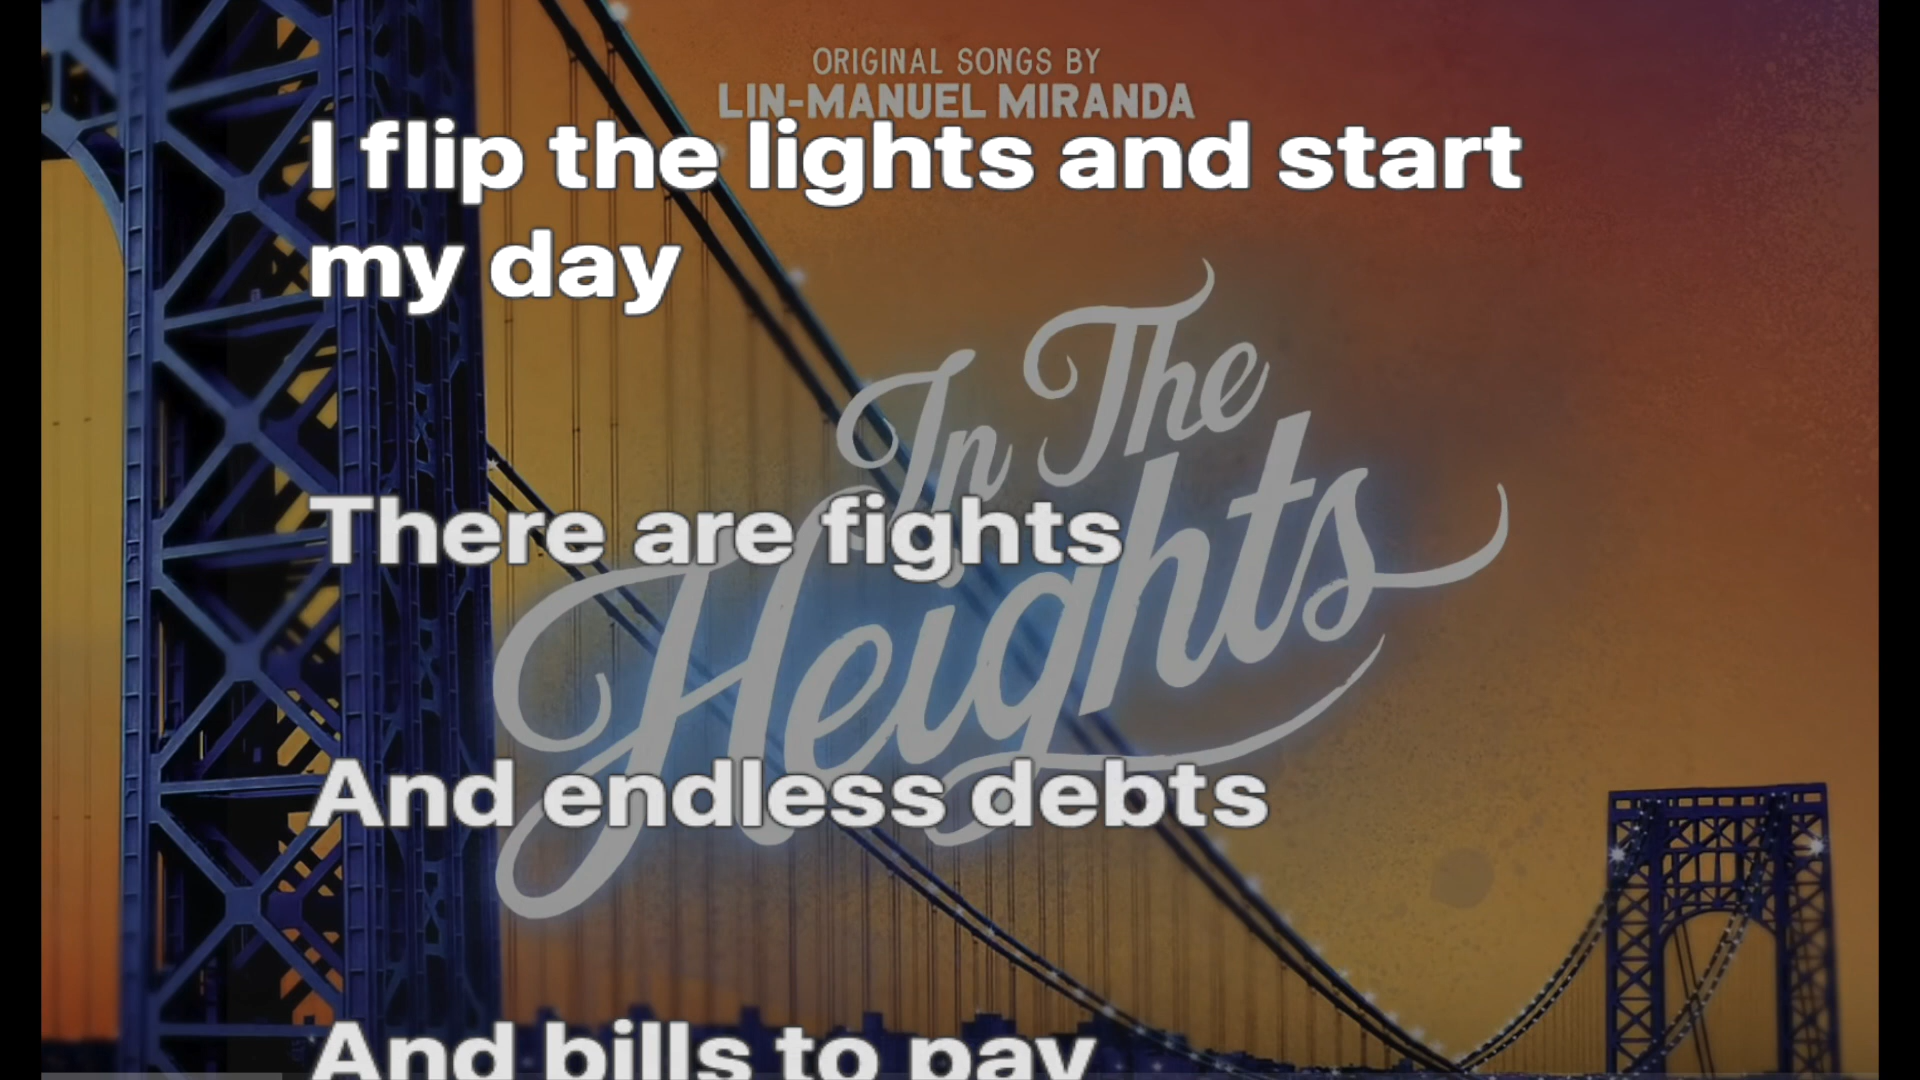 ORIGINAL SONGS BY
LIN-MANUEL MIRANDA
I flip the lights and start
my day
In The
There are fights
Heights
And endless debts
And bills to pay